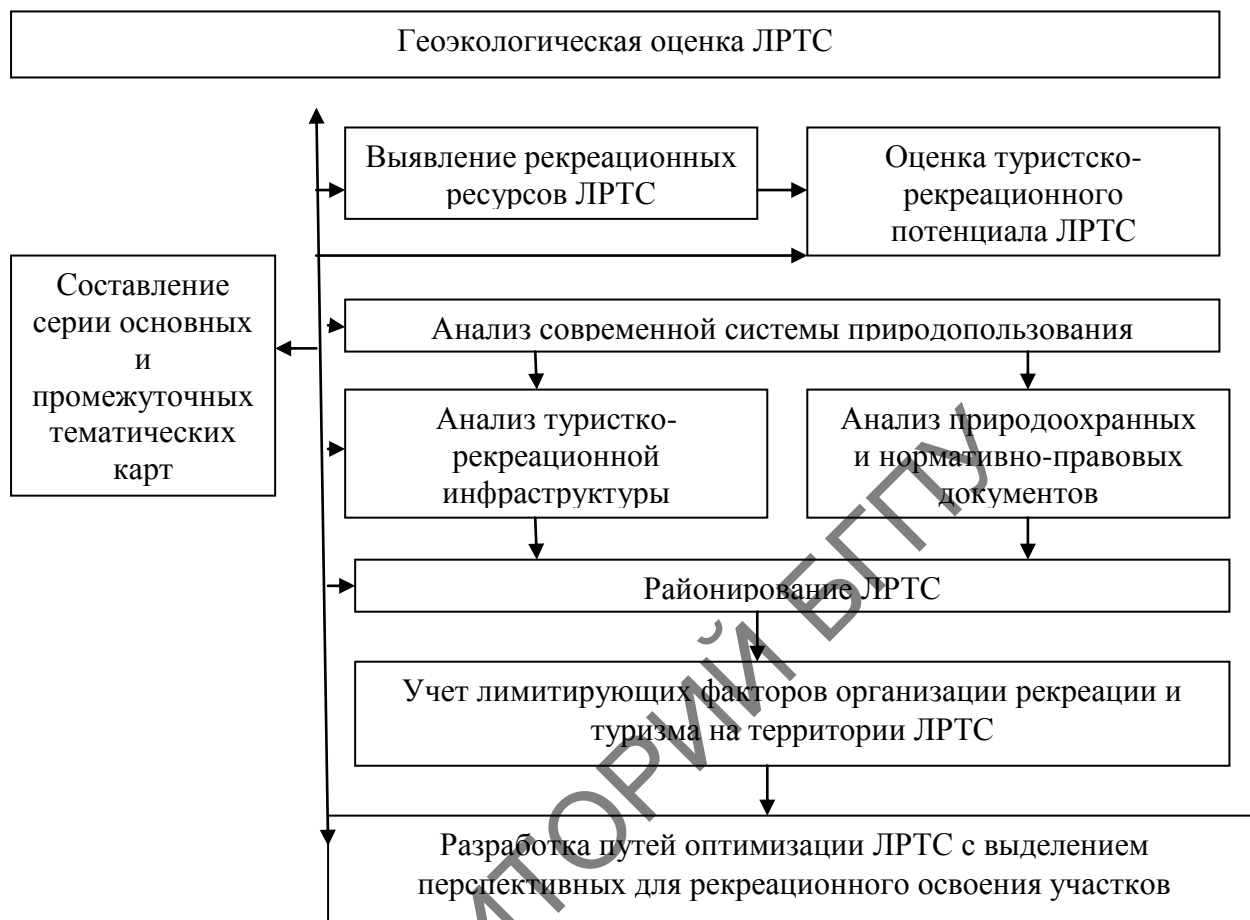 Геоэкологическая оценка ЛРТС
Выявление рекреационных
ресурсов ЛРТС
Оценка туристско-
рекреационного
потенциала ЛРТС
Составление
серии основных
и
промежуточных
тематических
карт
Анализ современной системы природопользования
Анализ туристко-
рекреационной
инфраструктуры
Анализ природоохранных
и нормативно-правовых
документов
Районирование ЛРТС
Учет лимитирующих факторов организации рекреации и
туризма на территории ЛРТС
Разработка путей оптимизации ЛРТС с выделением
перспективных для рекреационного освоения участков
ИТОРИЙ БГПУ